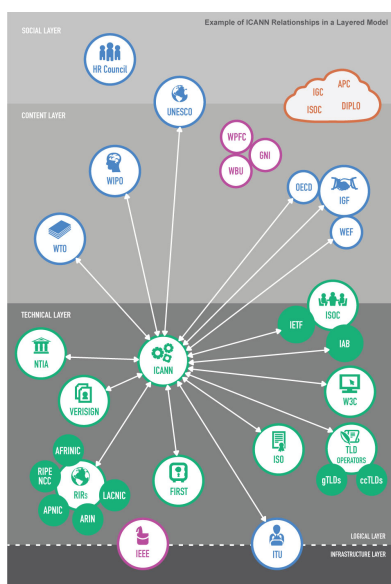 Example of ICANN Relationships in a Layered Model
SOCIAL LAYER
HR Council
UNESCO
IGC
APC
ISOC
DIPLO
CONTENT LAYER
WPFC
GNI
WBU
WIPO
OECD
IGF
WEF
WTO
TECHNICAL LAYER
ISOC
IETF
IAB
NTIA
ICANN
W3C
VERISIGN
ISO
TLD
OPERATORS
gTLDs
ccTLDs
AFRINIC
RIPE
NCC
RIRs
LACNIC
APNIC
ARIN
FIRST
IEEE
ITU
LOGICAL LAYER
INFRASTRUCTURE LAYER